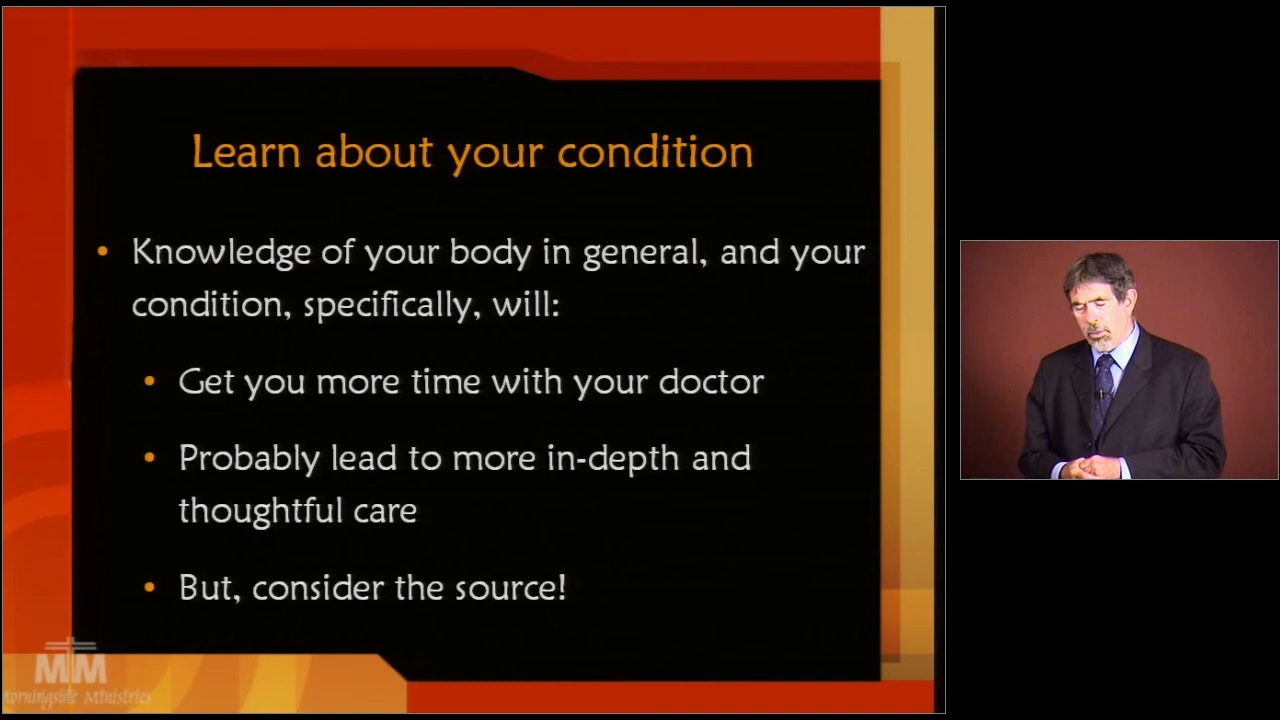 Learn about your condition
• Knowledge of your body in general, and your
condition, specifically, will:
• Get you more time with your doctor
• Probably lead to more in-depth and
thoughtful care
• But, consider the source!
MM
Ministries